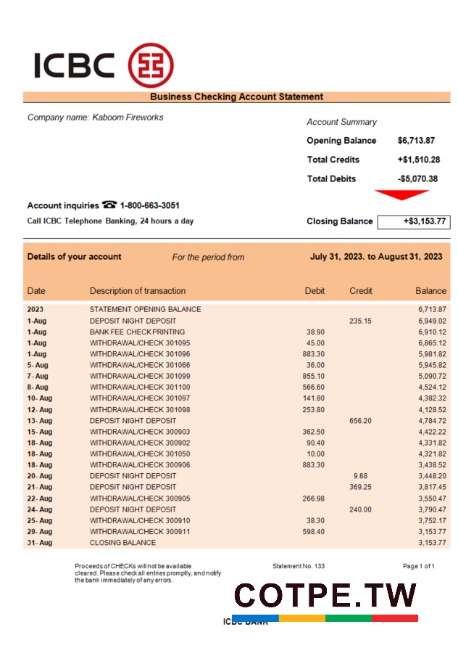 ICBC
Business Checking Account Statement
Company name: Kaboom Fireworks
Account Summary
Opening Balance $6,713.87
Total Credits +$1,510.28
Total Debits -$5,070.38
Account inquiries ☎ 1-800-663-3051
Call ICBC Telephone Banking, 24 hours a day
Closing Balance +$3,153.77
Details of your account For the period from July 31, 2023. to August 31, 2023
Date Description of transaction Debit Credit Balance
2023 STATEMENT OPENING BALANCE 6,713.87
1-Aug DEPOSIT NIGHT DEPOSIT 235.15 6,949.02
1-Aug BANK FEE CHECK PRINTING 38.90 6,910.12
1-Aug WITHDRAWAL/CHECK 301095 45.00 6,865.12
1-Aug WITHDRAWAL/CHECK 301096 883.30 5,981.82
5-Aug WITHDRAWAL/CHECK 301066 36.00 5,945.82
7- Aug WITHDRAWAL/CHECK 301099 855.10 5,090.72
8- Aug WITHDRAWAL/CHECK 301100 566.60 4,524.12
10- Aug WITHDRAWAL/CHECK 301097 141.80 4,382.32
12- Aug WITHDRAWAL/CHECK 301098 253.80 4,128.52
13- Aug DEPOSIT NIGHT DEPOSIT 656.20 4,784.72
15- Aug WITHDRAWAL/CHECK 300903 362.50 4,422.22
18- Aug WITHDRAWAL/CHECK 300902 90.40 4,331.82
18- Aug WITHDRAWAL/CHECK 301050 10.00 4,321.82
18- Aug WITHDRAWAL/CHECK 300906 883.30 3,438.52
20- Aug DEPOSIT NIGHT DEPOSIT 9.68 3,448.20
21- Aug DEPOSIT NIGHT DEPOSIT 369.25 3,817.45
22- Aug WITHDRAWAL/CHECK 300905 266.98 3,550.47
24- Aug DEPOSIT NIGHT DEPOSIT 240.00 3,790.47
25- Aug WITHDRAWAL/CHECK 300910 38.30 3,752.17
29- Aug WITHDRAWAL/CHECK 300911 598.40 3,153.77
31- Aug CLOSING BALANCE 3,153.77
Proceeds of CHECKs will not be available Statement No. 133 Page 1 of 1
cleared. Please check all entries promptly, and notify
the bank immediately of any errors.
COTPE.TW
ICBC BANK